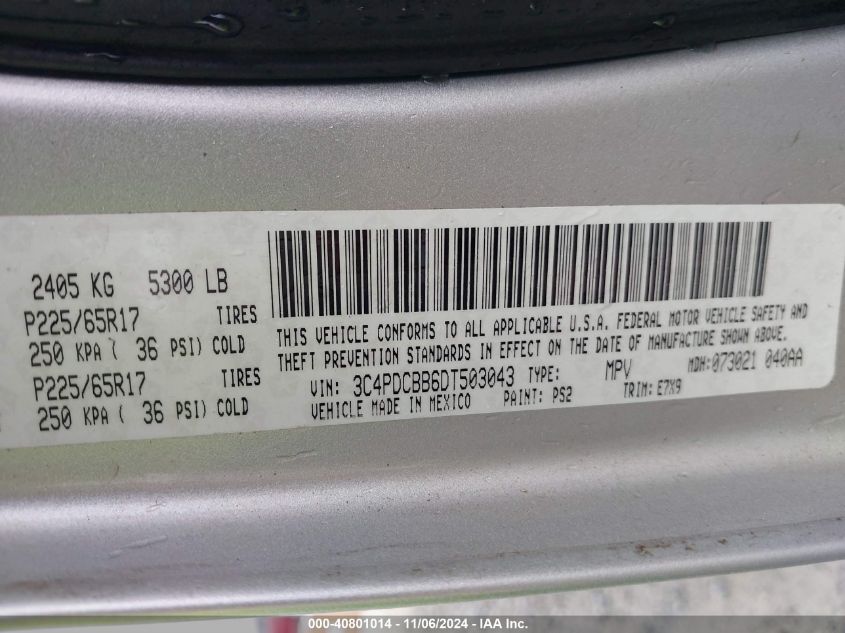 2405 KG 5300 LB
P225/65R17 TIRES
250 KPA ( 36 PSI) COLD
P225/65R17 TIRES
250 KPA ( 36 PSI) COLD
THIS VEHICLE CONFORMS TO ALL APPLICABLE U.S.A. FEDERAL MOTOR VEHICLE SAFETY AND
THEFT PREVENTION STANDARDS IN EFFECT ON THE DATE OF MANUFACTURE SHOWN ABOVE.
VIN: 3C4PDCBB6DT503043 TYPE: MPV MDH:073021 040AA
VEHICLE MADE IN MEXICO PAINT: PS2 TRIM: E7X9
000-40801014 - 11/06/2024 - IAA Inc.